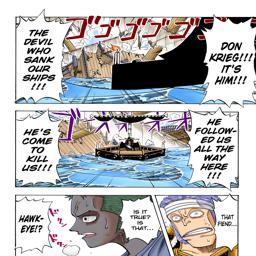 ゴゴゴゴゴ
DON
KRIEG!!!
IT'S
HIM!!!
THE
DEVIL
WHO
SANK
OUR
SHIPS
!!!
HE
FOLLOW-
ED US
ALL THE
WAY
HERE
!!!
HE'S
COME
TO
KILL
US!!!
THAT
FIEND...
IS IT
TRUE?
IS
THAT...
HAWK-
EYE!?